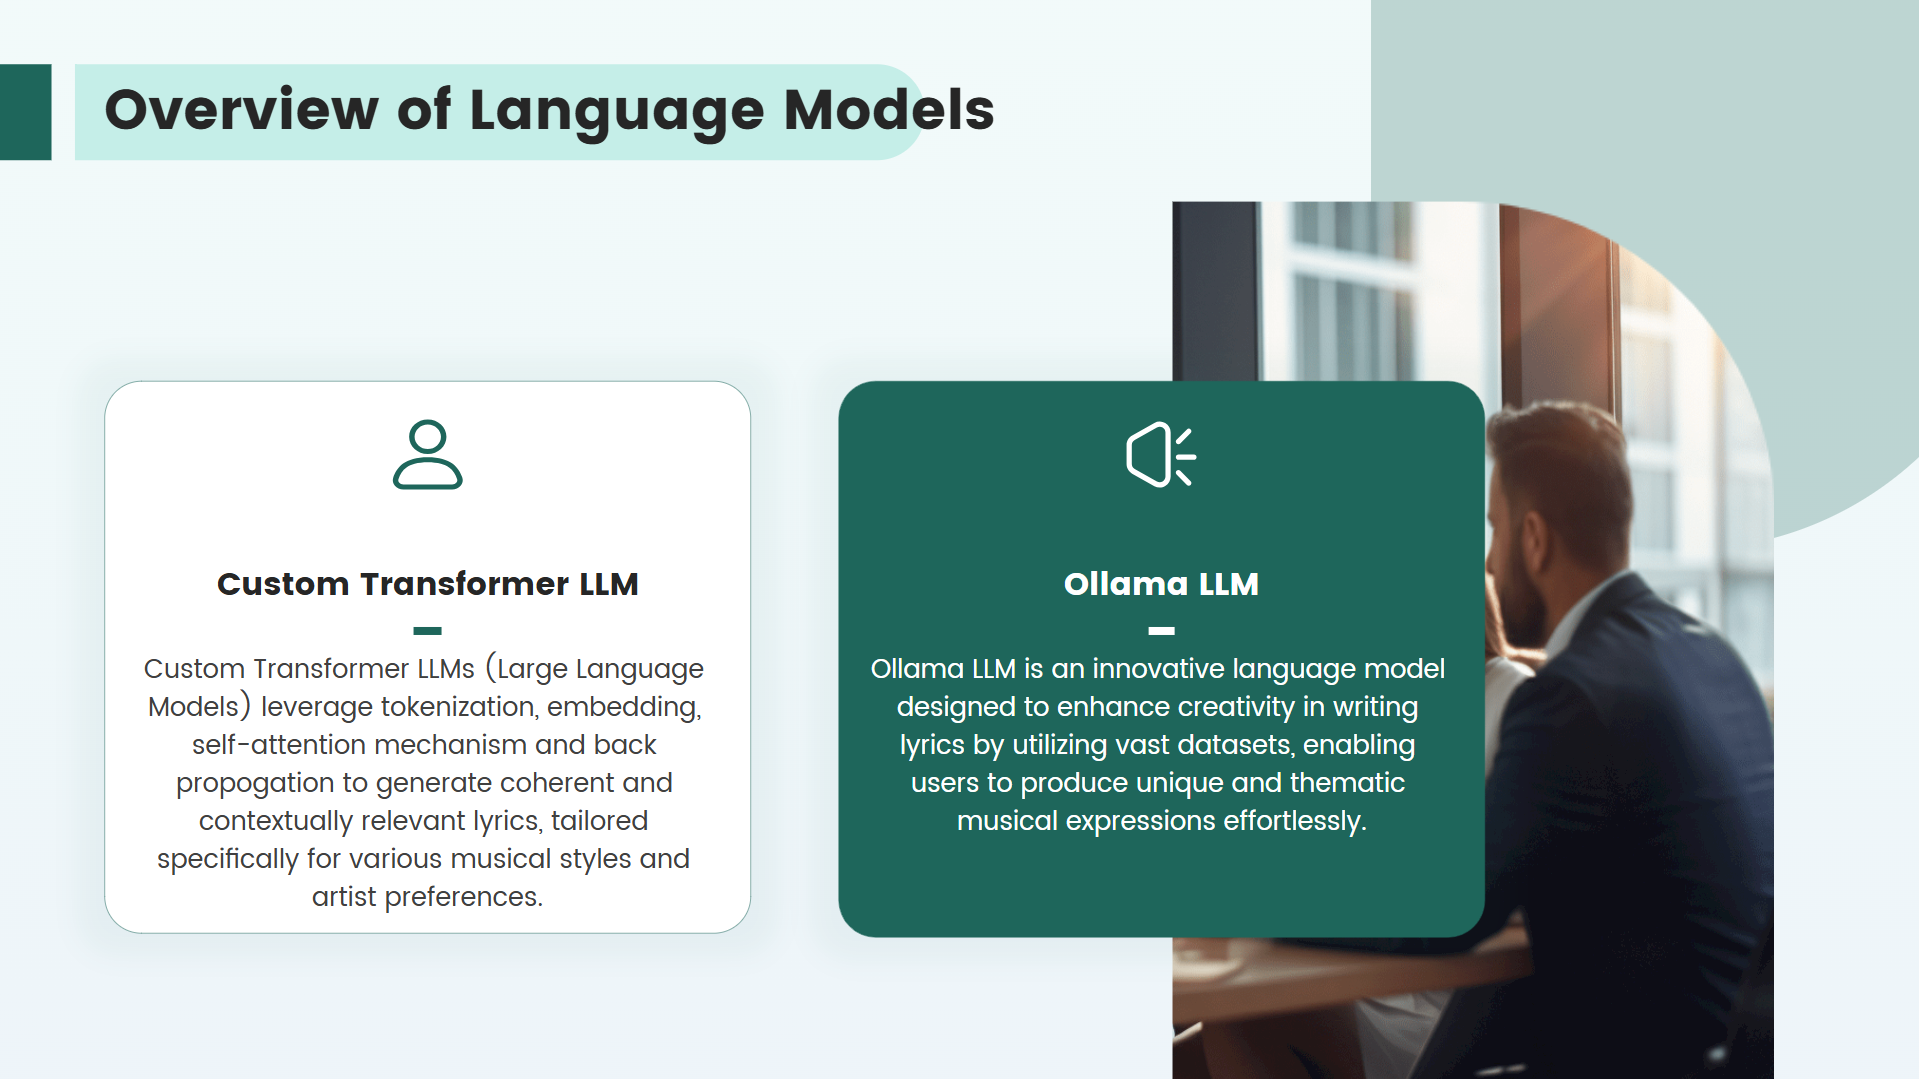 Overview of Language Models
Custom Transformer LLM
Custom Transformer LLMs (Large Language
Models) leverage tokenization, embedding,
self-attention mechanism and back
propogation to generate coherent and
contextually relevant lyrics, tailored
specifically for various musical styles and
artist preferences.
Ollama LLM
Ollama LLM is an innovative language model
designed to enhance creativity in writing
lyrics by utilizing vast datasets, enabling
users to produce unique and thematic
musical expressions effortlessly.